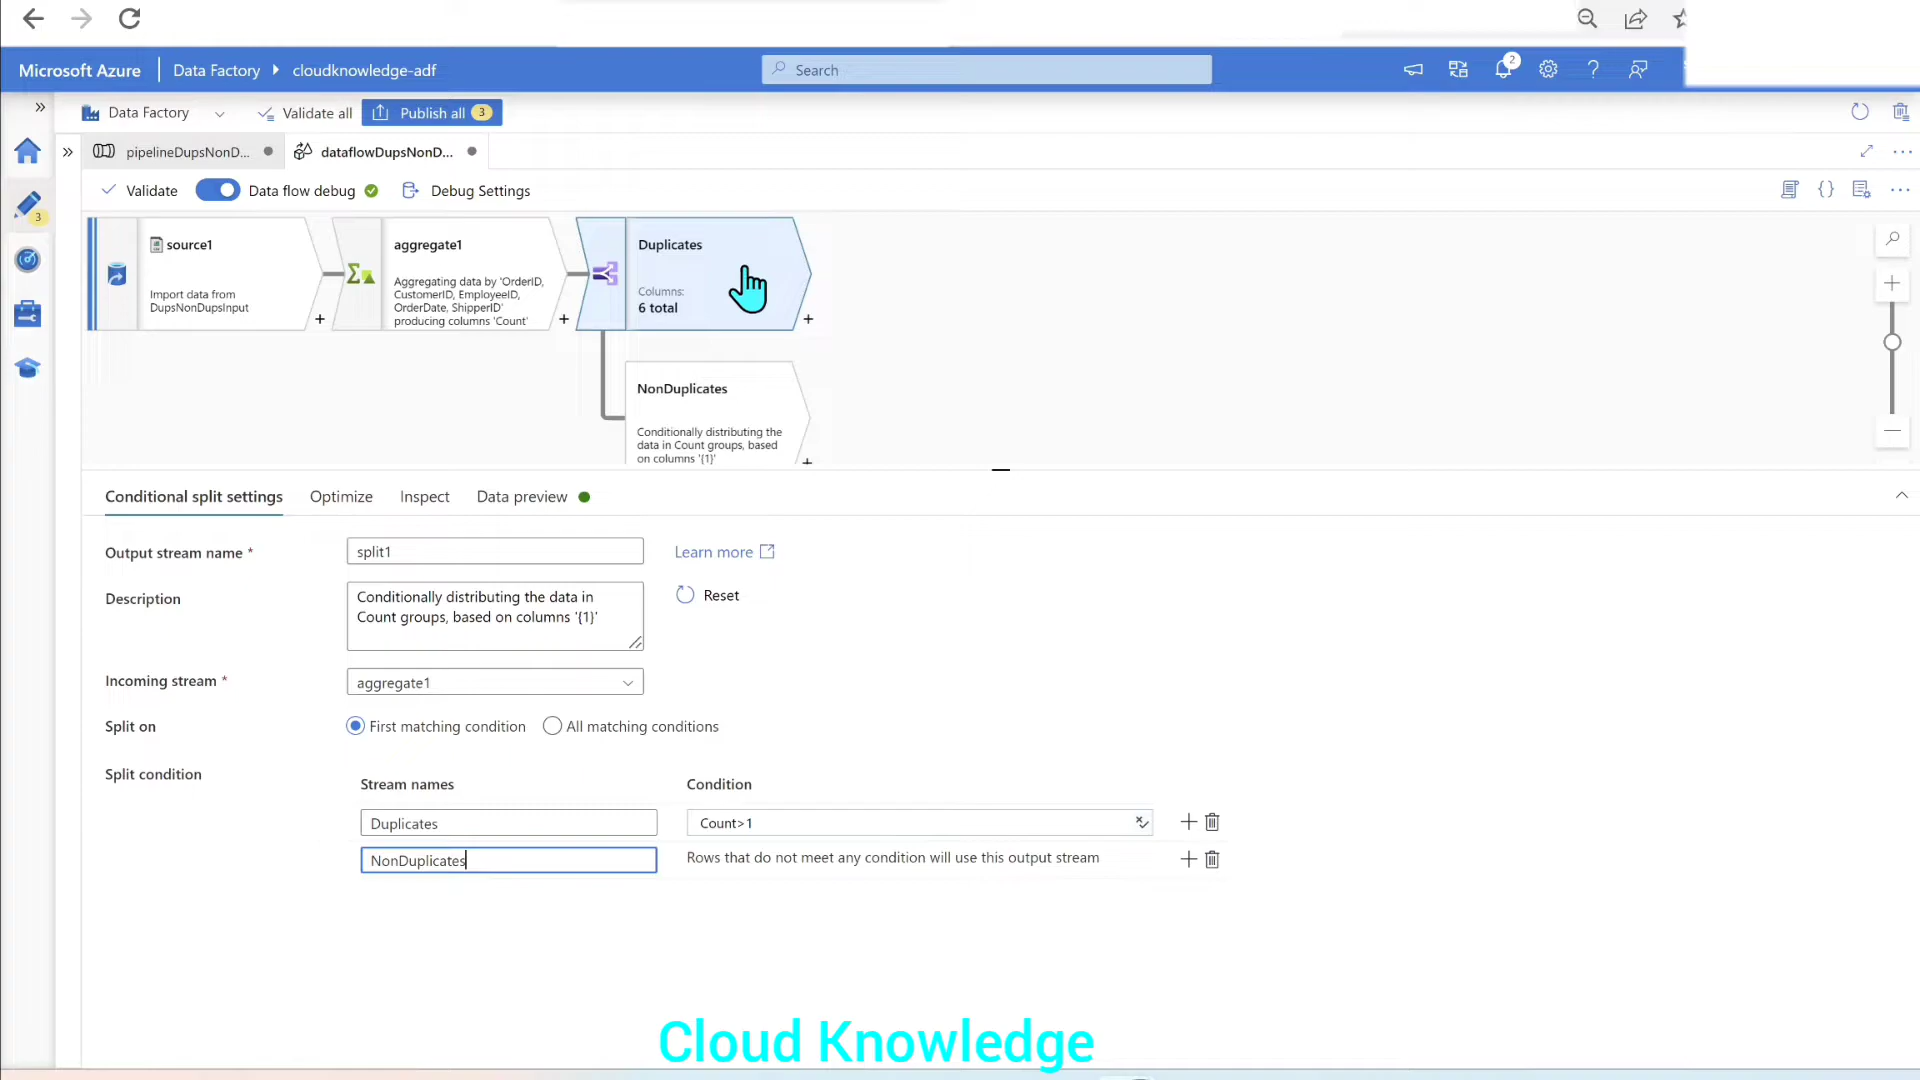 Microsoft Azure
Data Factory
cloudknowledge-adf
Search
2
Data Factory
Validate all
Publish all
3
pipelineDupsNonD...
dataflowDupsNonD...
3
Validate
Data flow debug
Debug Settings
source1
Import data from
DupsNonDupsInput
aggregate1
Aggregating data by 'OrderID,
CustomerID, EmployeeID,
OrderDate, ShipperID'
producing columns 'Count'
Duplicates
Columns:
6 total
NonDuplicates
Conditionally distributing the
data in Count groups, based
on columns '{1}'
Conditional split settings
Optimize
Inspect
Data preview
Output stream name *
split1
Learn more
Description
Conditionally distributing the data in
Count groups, based on columns '{1}'
Reset
Incoming stream *
aggregate1
Split on
First matching condition
All matching conditions
Split condition
Stream names
Condition
Duplicates
Count>1
NonDuplicates
Rows that do not meet any condition will use this output stream
Cloud Knowledge